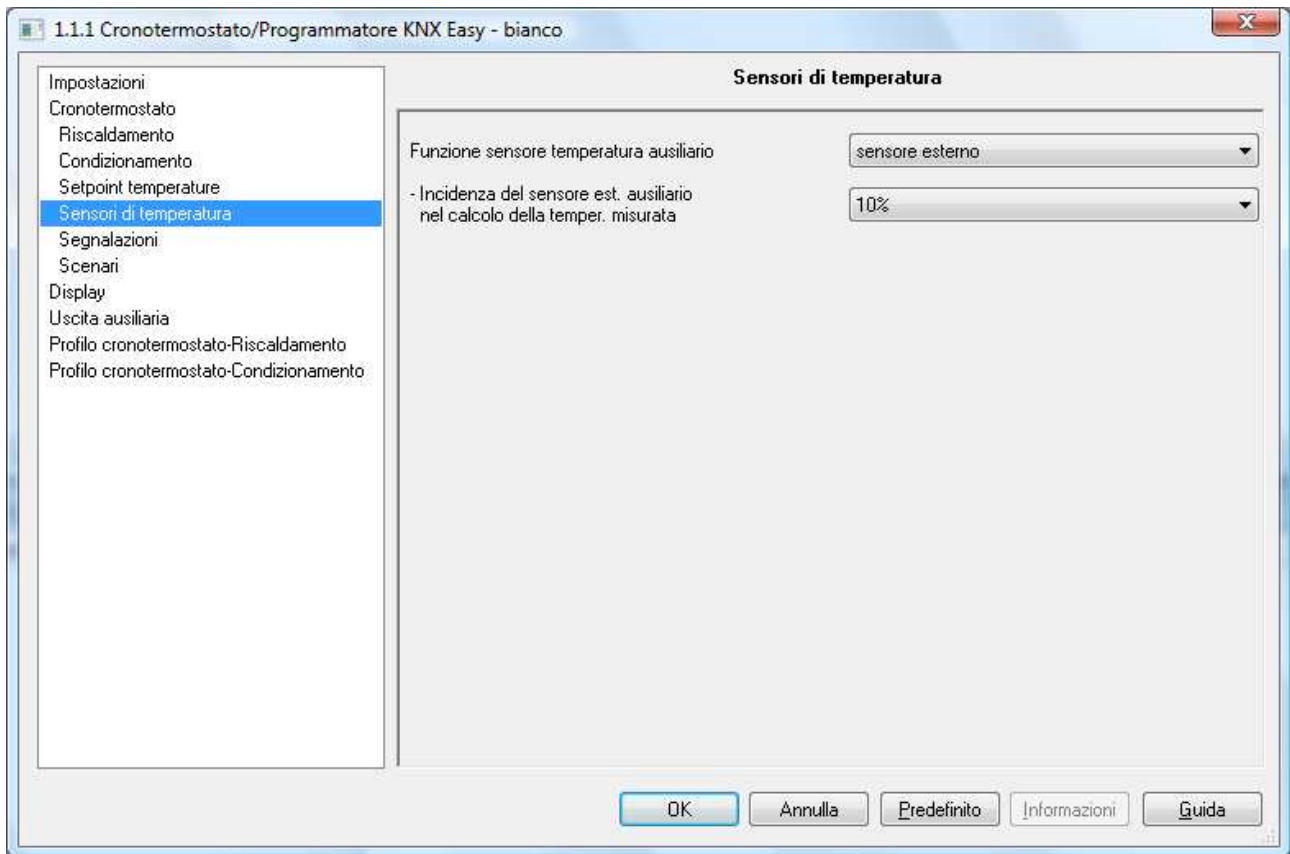 1.1.1 Cronotermostato/Programmatore KNX Easy - bianco
Impostazioni
Cronotermostato
Riscaldamento
Condizionamento
Setpoint temperature
Sensori di temperatura
Segnalazioni
Scenari
Display
Uscita ausiliaria
Profilo cronotermostato-Riscaldamento
Profilo cronotermostato-Condizionamento
Sensori di temperatura
Funzione sensore temperatura ausiliario
sensore esterno
- Incidenza del sensore est. ausiliario
nel calcolo della temper. misurata
10%
OK
Annulla
Predefinito
Informazioni
Guida